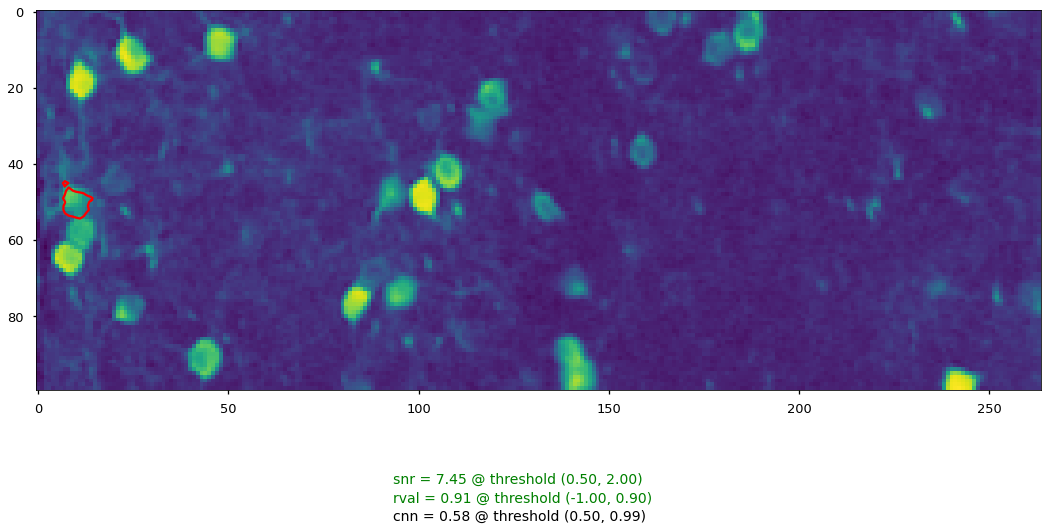 0
20
40
60
80
0 50 100 150 200 250
snr = 7.45 @ threshold (0.50, 2.00)
rval = 0.91 @ threshold (-1.00, 0.90)
cnn = 0.58 @ threshold (0.50, 0.99)